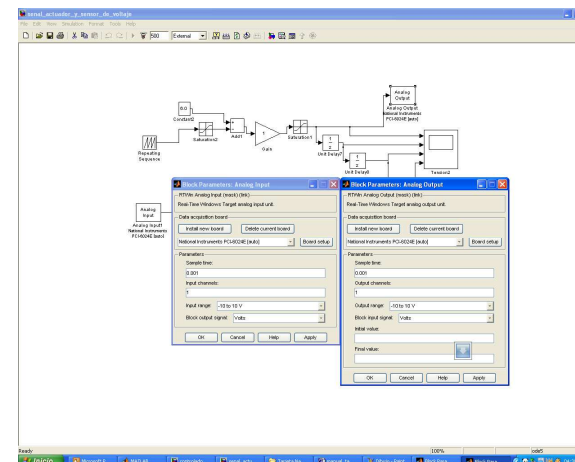 senal_actuador_y_sensor_de_voltaje
File Edit View Simulation Format Tools Help
500
External
Analog
Output
Analog Output
National Instruments
PCI-6024E [auto]
Constant2
Saturation2
Add1
1
Gain
Saturation1
Repeating
Sequence
1
z
Unit Delay7
1
z
Unit Delay8
Analog
Input
Analog Input1
National Instruments
PCI-6024E [auto]
Block Parameters: Analog Input
RTWin Analog Input (mask) (link)
Real-Time Windows Target analog input unit.
Data acquisition board
Install new board
Delete current board
National Instruments PCI-6024E [auto]
Board setup
Parameters
Sample time:
0.001
Input channels:
1
Input range: -10 to 10 V
Block output signal: Volts
OK
Cancel
Help
Apply
Block Parameters: Analog Output
RTWin Analog Output (mask) (link)
Real-Time Windows Target analog output unit.
Data acquisition board
Install new board
Delete current board
National Instruments PCI-6024E [auto]
Board setup
Parameters
Sample time:
0.001
Output channels:
1
Output range: -10 to 10 V
Block input signal: Volts
Initial value:
Final value:
OK
Cancel
Help
Apply
Ready
100%
ode5
Inicio
MATLAB